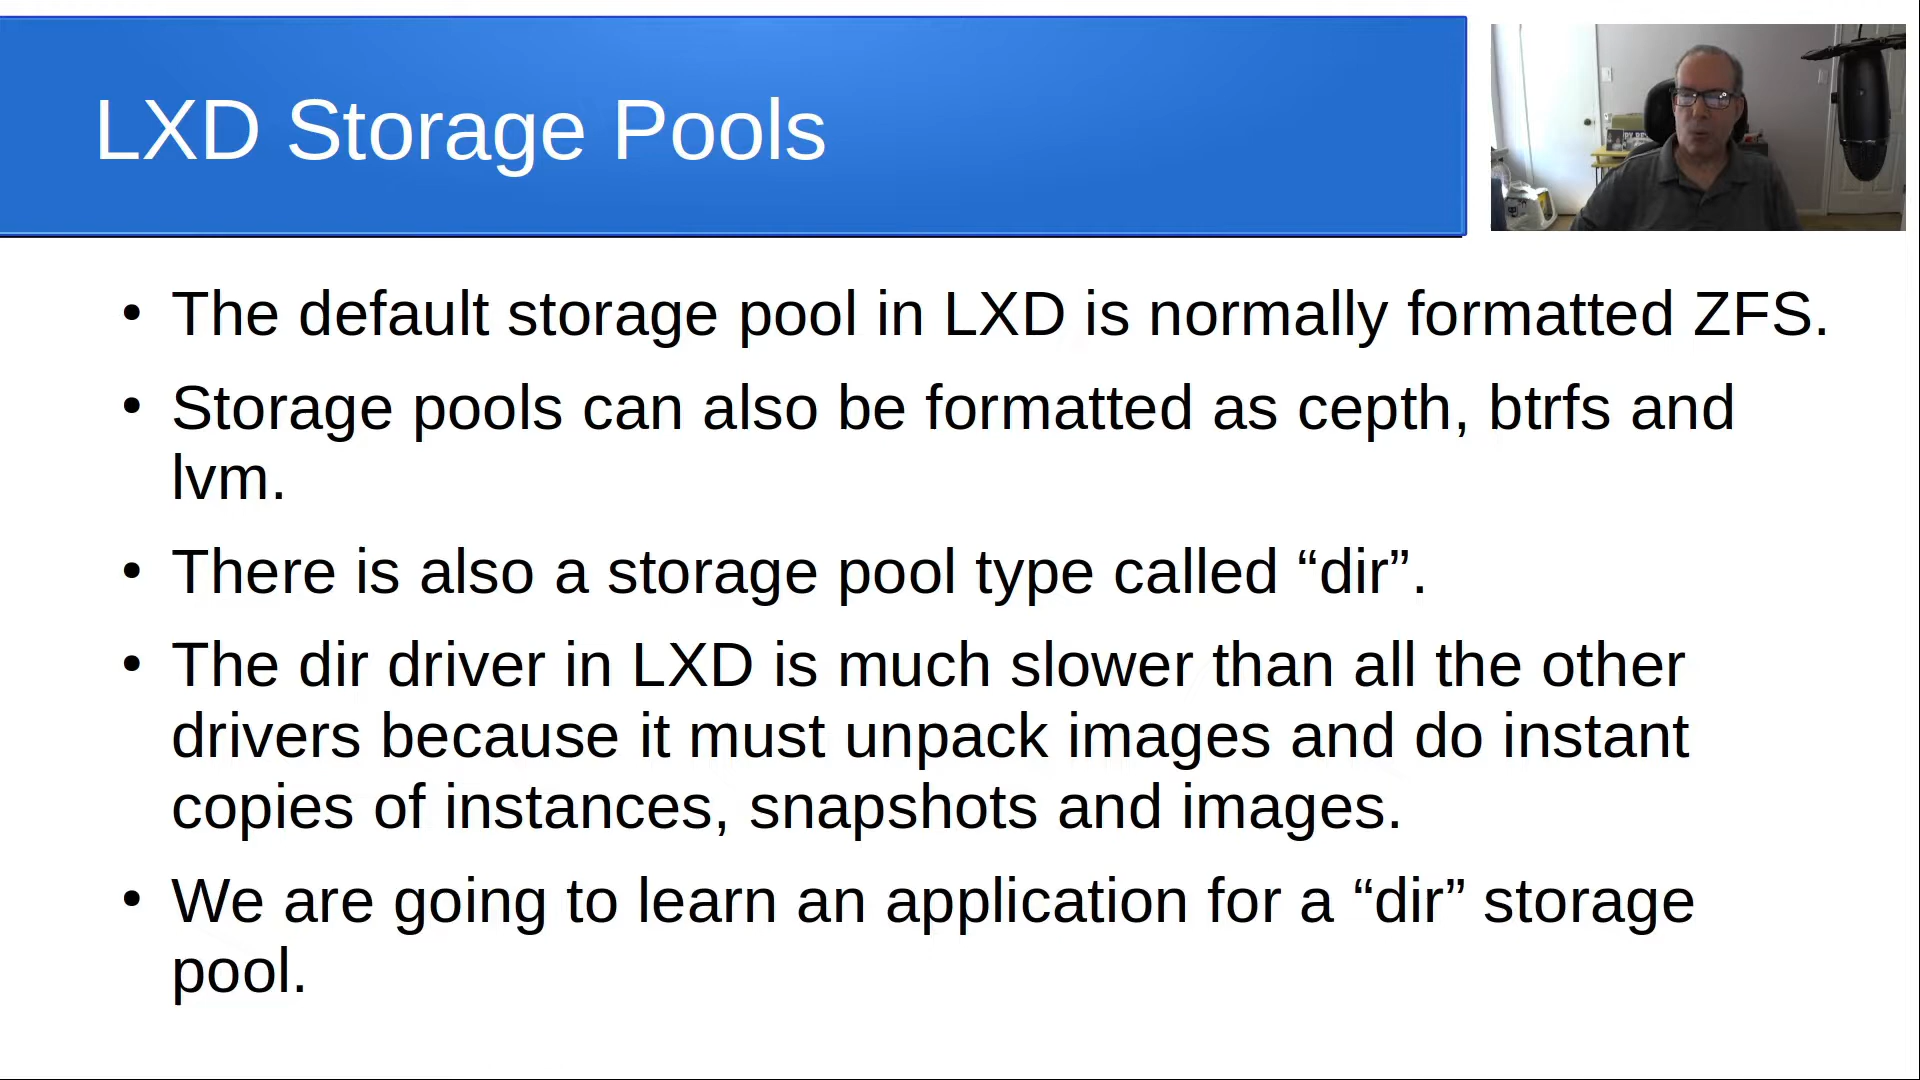 LXD Storage Pools
• The default storage pool in LXD is normally formatted ZFS.
• Storage pools can also be formatted as cepth, btrfs and
lvm.
• There is also a storage pool type called “dir”.
• The dir driver in LXD is much slower than all the other
drivers because it must unpack images and do instant
copies of instances, snapshots and images.
• We are going to learn an application for a “dir” storage
pool.